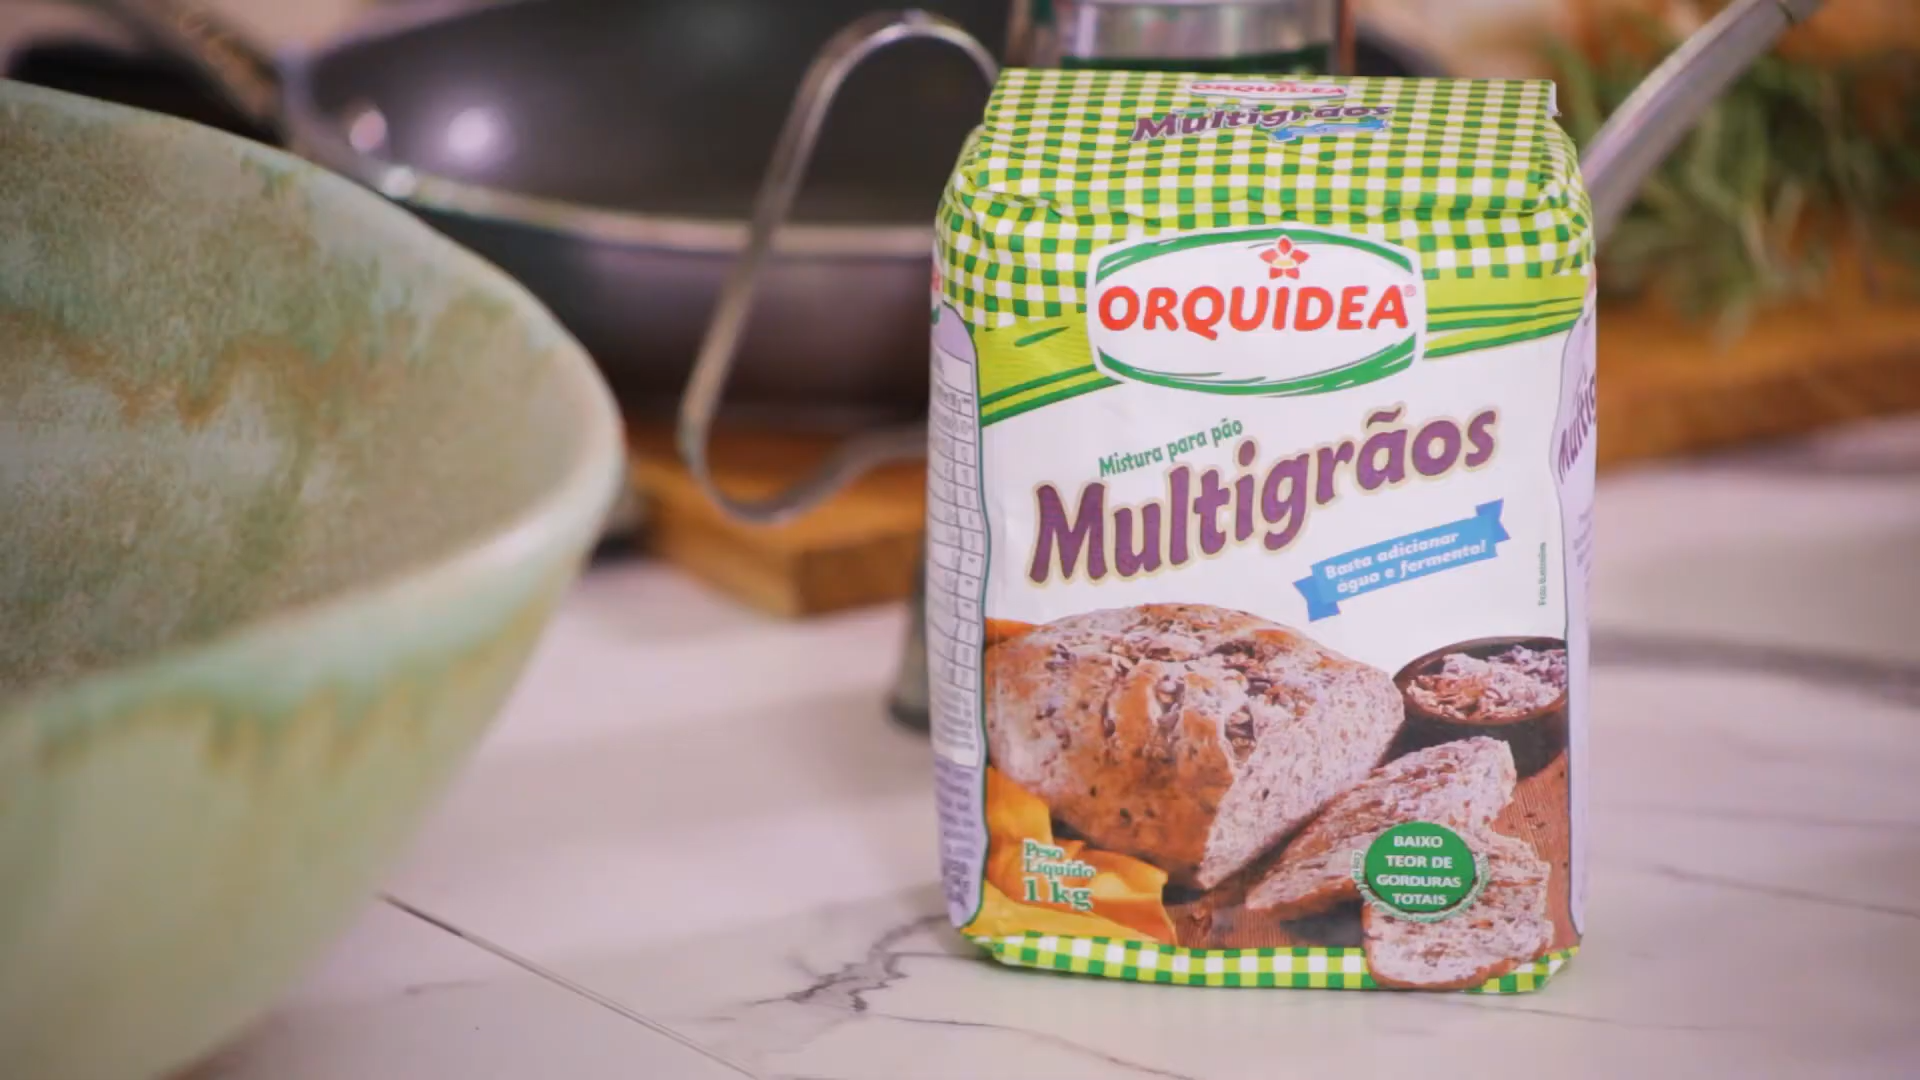 ORQUIDEA
Multigrãos
ORQUIDEA®
Mistura para pão
Multigrãos
Basta adicionar
água e fermento!
Peso
Líquido
1 kg
BAIXO
TEOR DE
GORDURAS
TOTAIS